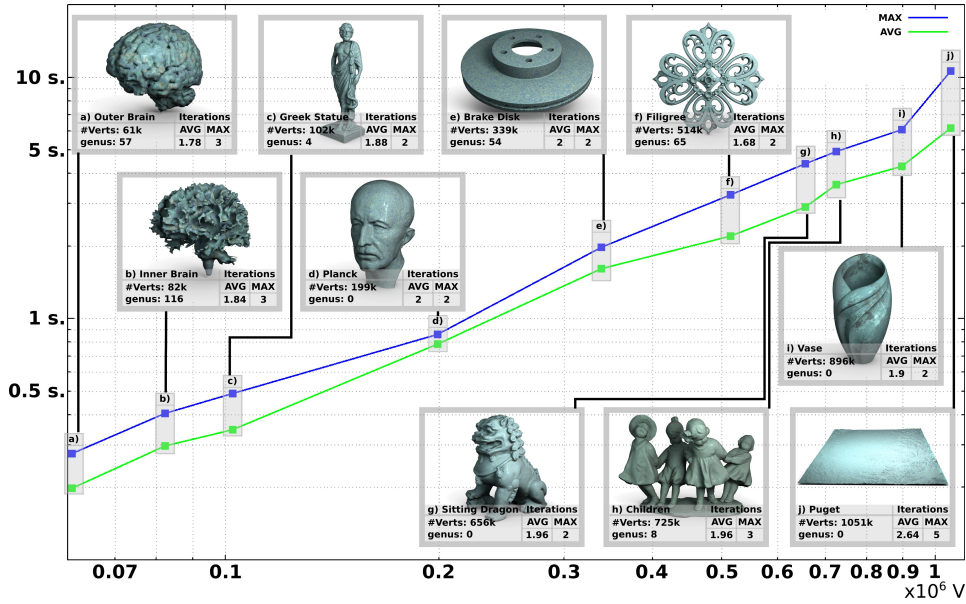 MAX
AVG
10 s.
5 s.
1 s.
0.5 s.
a) Outer Brain
#Verts: 61k
genus: 57
Iterations
AVG MAX
1.78 3
c) Greek Statue
#Verts: 102k
genus: 4
Iterations
AVG MAX
1.88 2
e) Brake Disk
#Verts: 339k
genus: 54
Iterations
AVG MAX
2 2
f) Filigree
#Verts: 514k
genus: 65
Iterations
AVG MAX
1.68 2
b) Inner Brain
#Verts: 82k
genus: 116
Iterations
AVG MAX
1.84 3
d) Planck
#Verts: 199k
genus: 0
Iterations
AVG MAX
2 2
i) Vase
#Verts: 896k
genus: 0
Iterations
AVG MAX
1.9 2
g) Sitting Dragon
#Verts: 656k
genus: 0
Iterations
AVG MAX
1.96 2
h) Children
#Verts: 725k
genus: 8
Iterations
AVG MAX
1.96 3
j) Puget
#Verts: 1051k
genus: 0
Iterations
AVG MAX
2.64 5
a)
b)
c)
d)
e)
f)
g)
h)
i)
j)
0.07 0.1 0.2 0.3 0.4 0.5 0.6 0.7 0.8 0.9 1
x10⁶ V